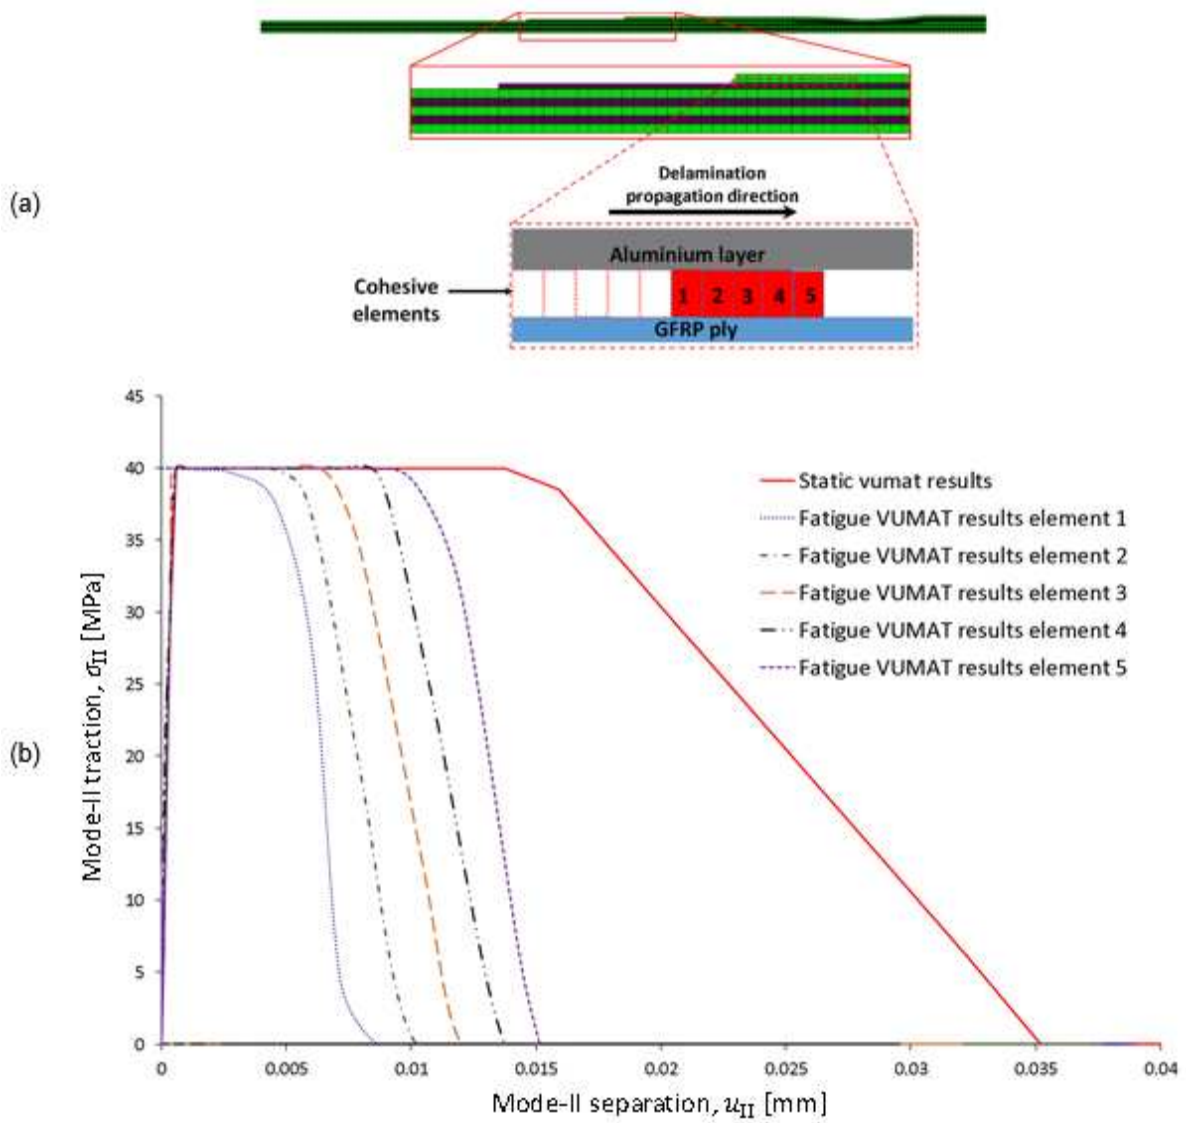 (a)
Delamination
propagation direction
Aluminium layer
Cohesive
elements
1 2 3 4 5
GFRP ply
(b)
Mode-II traction, σII [MPa]
45
40
35
30
25
20
15
10
5
0
Static vumat results
Fatigue VUMAT results element 1
Fatigue VUMAT results element 2
Fatigue VUMAT results element 3
Fatigue VUMAT results element 4
Fatigue VUMAT results element 5
0 0.005 0.01 0.015 0.02 0.025 0.03 0.035 0.04
Mode-II separation, uII [mm]